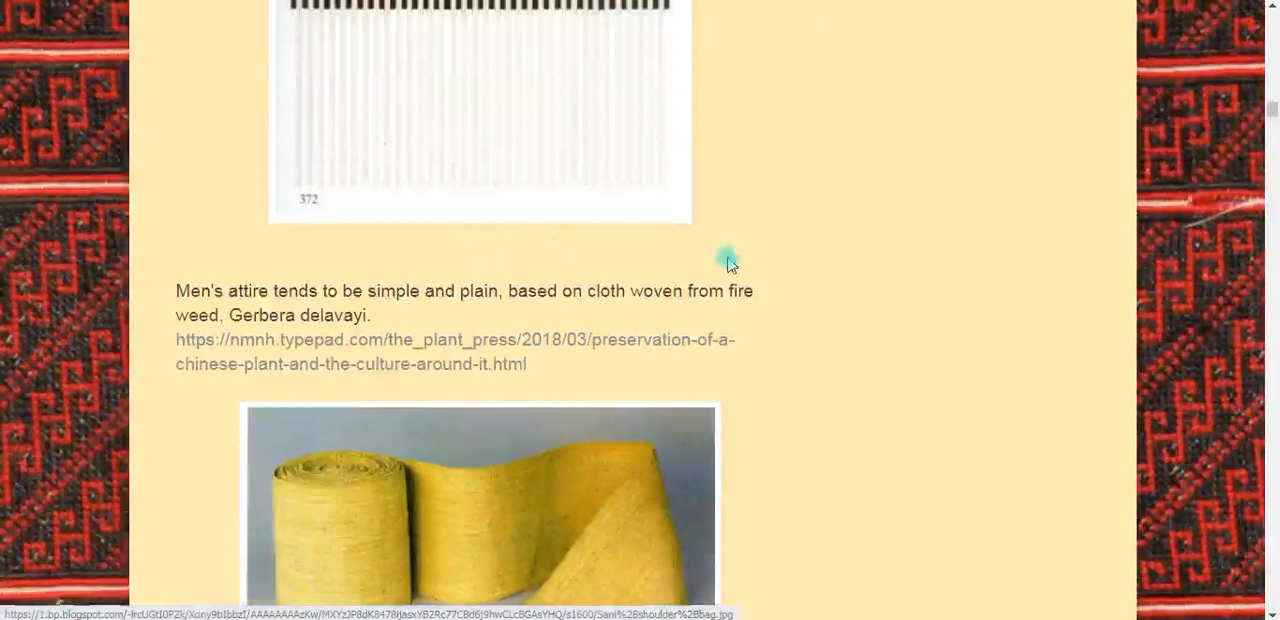 372
Men's attire tends to be simple and plain, based on cloth woven from fire
weed, Gerbera delavayi.
https://nmnh.typepad.com/the_plant_press/2018/03/preservation-of-a-
chinese-plant-and-the-culture-around-it.html